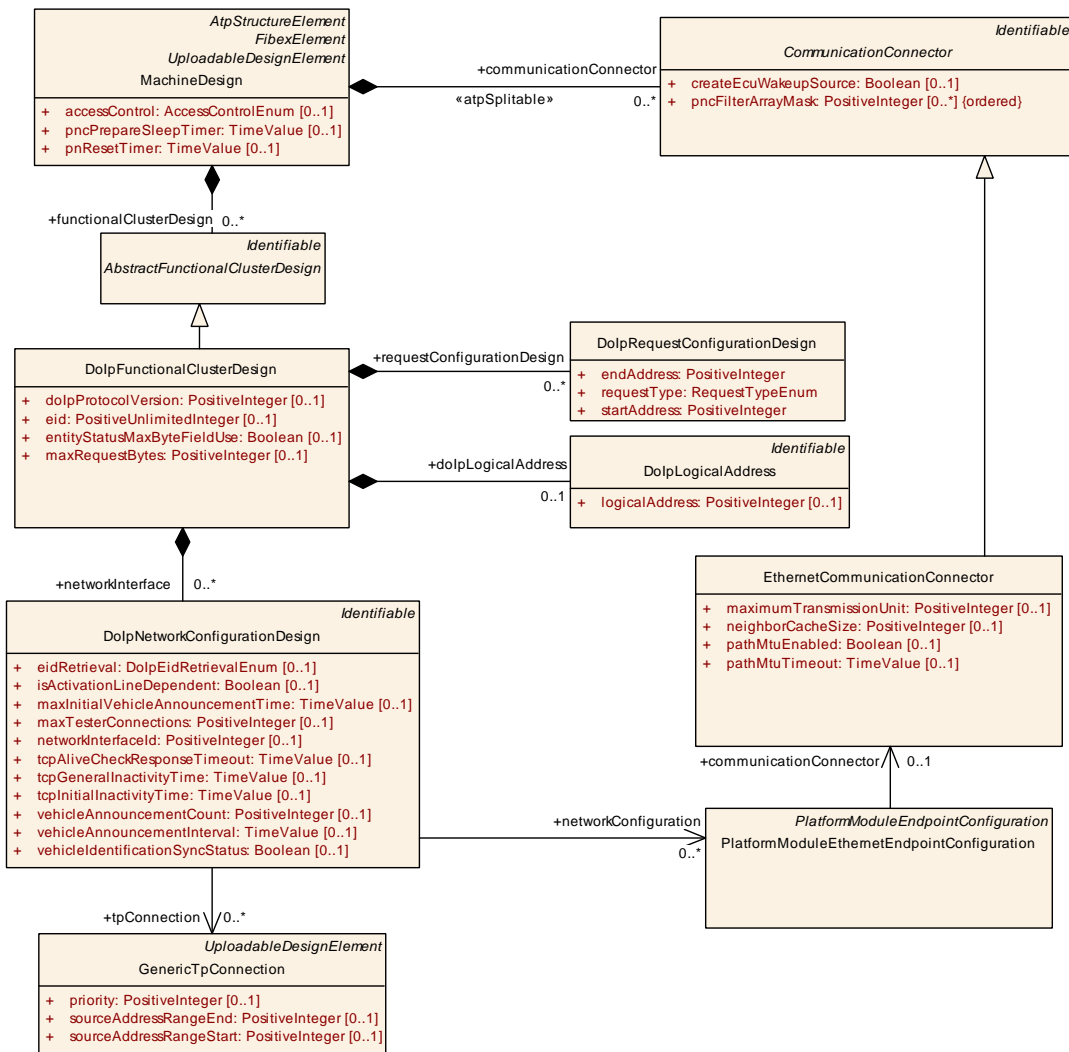 AtpStructureElement
FibexElement
UploadableDesignElement
MachineDesign
+ accessControl: AccessControlEnum [0..1]
+ pncPrepareSleepTimer: TimeValue [0..1]
+ pnResetTimer: TimeValue [0..1]
+communicationConnector
«atpSplitable»
0..*
Identifiable
CommunicationConnector
+ createEcuWakeupSource: Boolean [0..1]
+ pncFilterArrayMask: PositiveInteger [0..*] {ordered}
+functionalClusterDesign
0..*
Identifiable
AbstractFunctionalClusterDesign
DoIpFunctionalClusterDesign
+ doIpProtocolVersion: PositiveInteger [0..1]
+ eid: PositiveUnlimitedInteger [0..1]
+ entityStatusMaxByteFieldUse: Boolean [0..1]
+ maxRequestBytes: PositiveInteger [0..1]
+requestConfigurationDesign
0..*
DoIpRequestConfigurationDesign
+ endAddress: PositiveInteger
+ requestType: RequestTypeEnum
+ startAddress: PositiveInteger
+doIpLogicalAddress
0..1
Identifiable
DoIpLogicalAddress
+ logicalAddress: PositiveInteger [0..1]
+networkInterface
0..*
Identifiable
DoIpNetworkConfigurationDesign
+ eidRetrieval: DoIpEidRetrievalEnum [0..1]
+ isActivationLineDependent: Boolean [0..1]
+ maxInitialVehicleAnnouncementTime: TimeValue [0..1]
+ maxTesterConnections: PositiveInteger [0..1]
+ networkInterfaceId: PositiveInteger [0..1]
+ tcpAliveCheckResponseTimeout: TimeValue [0..1]
+ tcpGeneralInactivityTime: TimeValue [0..1]
+ tcpInitialInactivityTime: TimeValue [0..1]
+ vehicleAnnouncementCount: PositiveInteger [0..1]
+ vehicleAnnouncementInterval: TimeValue [0..1]
+ vehicleIdentificationSyncStatus: Boolean [0..1]
EthernetCommunicationConnector
+ maximumTransmissionUnit: PositiveInteger [0..1]
+ neighborCacheSize: PositiveInteger [0..1]
+ pathMtuEnabled: Boolean [0..1]
+ pathMtuTimeout: TimeValue [0..1]
+communicationConnector
0..1
+networkConfiguration
0..*
PlatformModuleEndpointConfiguration
PlatformModuleEthernetEndpointConfiguration
+tpConnection
0..*
UploadableDesignElement
GenericTpConnection
+ priority: PositiveInteger [0..1]
+ sourceAddressRangeEnd: PositiveInteger [0..1]
+ sourceAddressRangeStart: PositiveInteger [0..1]